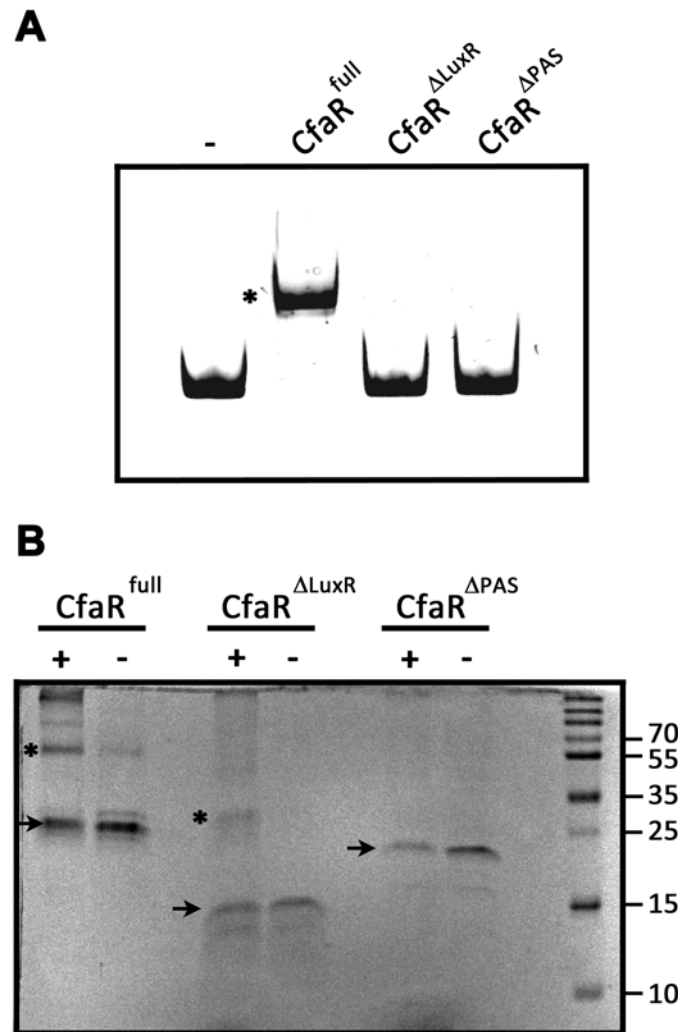 A
- CfaR full CfaR ΔLuxR CfaR ΔPAS
*
B
CfaR full CfaR ΔLuxR CfaR ΔPAS
+ - + - + -
70
* 55
35
* 25
15
10